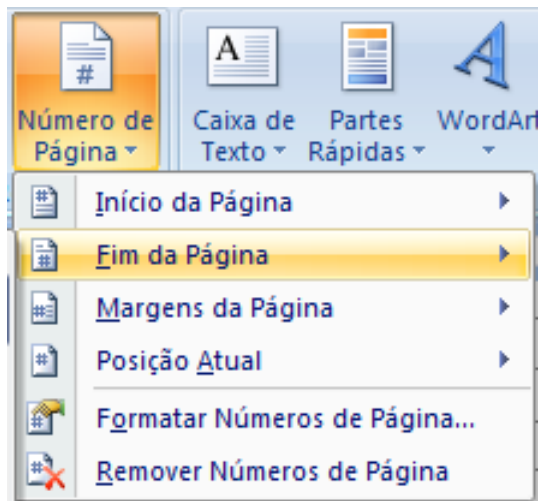 #
A
A
Número de Página
Caixa de Texto
Partes Rápidas
WordArt
Início da Página
Fim da Página
Margens da Página
Posição Atual
Formatar Números de Página...
Remover Números de Página